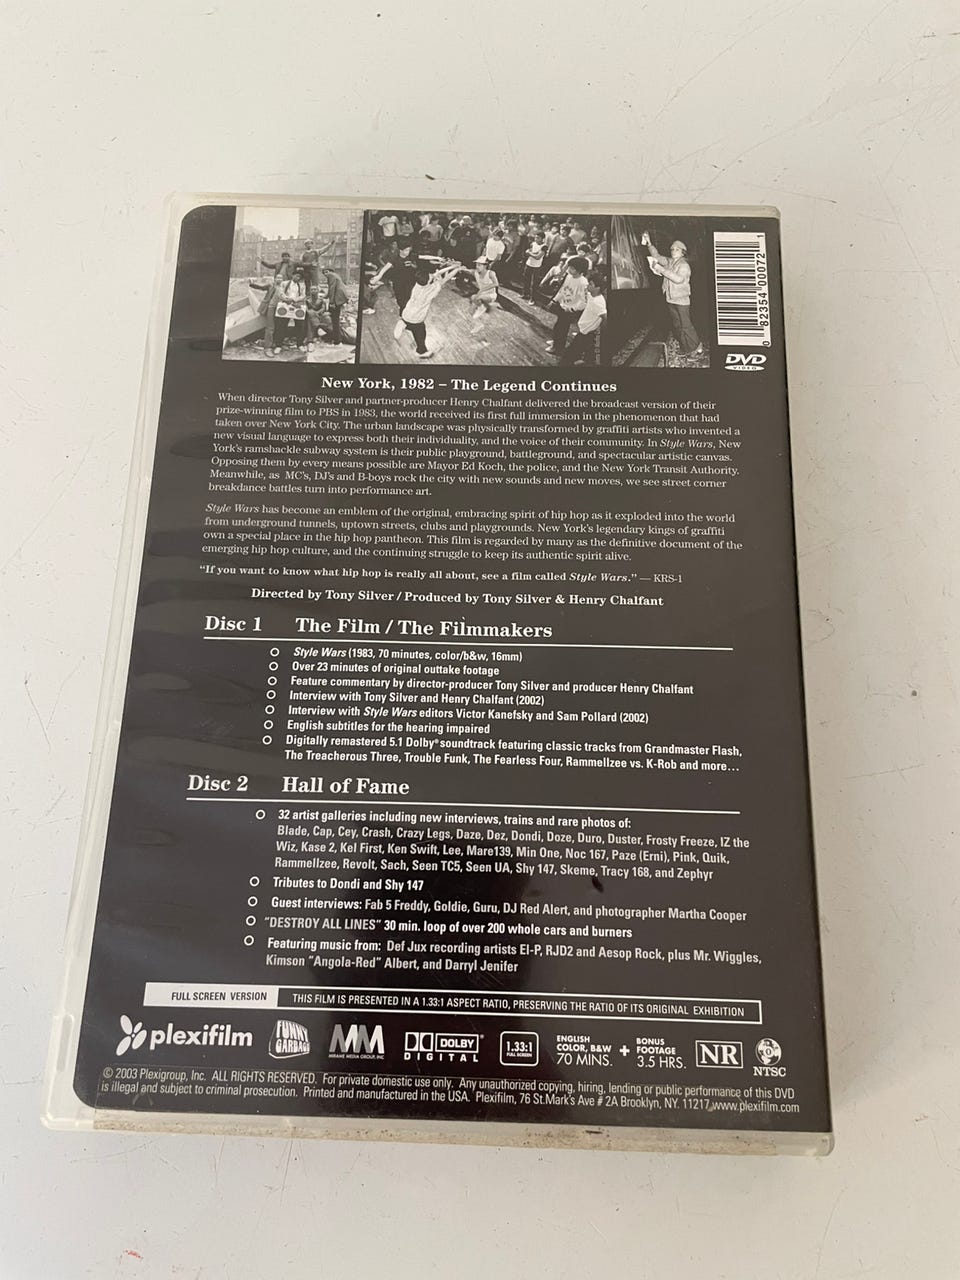 0 82354 00072 1
DVD
VIDEO
New York, 1982 – The Legend Continues
When director Tony Silver and partner-producer Henry Chalfant delivered the broadcast version of their
prize-winning film to PBS in 1983, the world received its first full immersion in the phenomenon that had
taken over New York City. The urban landscape was physically transformed by graffiti artists who invented a
new visual language to express both their individuality, and the voice of their community. In Style Wars, New
York's ramshackle subway system is their public playground, battleground, and spectacular artistic canvas.
Opposing them by every means possible are Mayor Ed Koch, the police, and the New York Transit Authority.
Meanwhile, as MC's, DJ's and B-boys rock the city with new sounds and new moves, we see street corner
breakdance battles turn into performance art.
Style Wars has become an emblem of the original, embracing spirit of hip hop as it exploded into the world
from underground tunnels, uptown streets, clubs and playgrounds. New York's legendary kings of graffiti
own a special place in the hip hop pantheon. This film is regarded by many as the definitive document of the
emerging hip hop culture, and the continuing struggle to keep its authentic spirit alive.
"If you want to know what hip hop is really all about, see a film called Style Wars." — KRS-1
Directed by Tony Silver / Produced by Tony Silver & Henry Chalfant
Disc 1 The Film / The Filmmakers
Style Wars (1983, 70 minutes, color/b&w, 16mm)
Over 23 minutes of original outtake footage
Feature commentary by director-producer Tony Silver and producer Henry Chalfant
Interview with Tony Silver and Henry Chalfant (2002)
Interview with Style Wars editors Victor Kanefsky and Sam Pollard (2002)
English subtitles for the hearing impaired
Digitally remastered 5.1 Dolby® soundtrack featuring classic tracks from Grandmaster Flash,
The Treacherous Three, Trouble Funk, The Fearless Four, Rammellzee vs. K-Rob and more...
Disc 2 Hall of Fame
32 artist galleries including new interviews, trains and rare photos of:
Blade, Cap, Cey, Crash, Crazy Legs, Daze, Dez, Dondi, Doze, Duro, Duster, Frosty Freeze, IZ the
Wiz, Kase 2, Kel First, Ken Swift, Lee, Mare139, Min One, Noc 167, Paze (Erni), Pink, Quik,
Rammellzee, Revolt, Sach, Seen TC5, Seen UA, Shy 147, Skeme, Tracy 168, and Zephyr
Tributes to Dondi and Shy 147
Guest interviews: Fab 5 Freddy, Goldie, Guru, DJ Red Alert, and photographer Martha Cooper
"DESTROY ALL LINES" 30 min. loop of over 200 whole cars and burners
Featuring music from: Def Jux recording artists El-P, RJD2 and Aesop Rock, plus Mr. Wiggles,
Kimson "Angola-Red" Albert, and Darryl Jenifer
FULL SCREEN VERSION THIS FILM IS PRESENTED IN A 1.33:1 ASPECT RATIO, PRESERVING THE RATIO OF ITS ORIGINAL EXHIBITION
plexifilm
FUNNY
GARBAGE
MM
MIRAME MEDIA GROUP, INC
DOLBY®
DIGITAL
1.33:1
FULL SCREEN
ENGLISH
COLOR, B&W
70 MINS.
+
BONUS
FOOTAGE
3.5 HRS.
NR
0
NTSC
© 2003 Plexigroup, Inc. ALL RIGHTS RESERVED. For private domestic use only. Any unauthorized copying, hiring, lending or public performance of this DVD
is illegal and subject to criminal prosecution. Printed and manufactured in the USA. Plexifilm, 76 St.Mark's Ave # 2A Brooklyn, NY. 11217 www.plexifilm.com